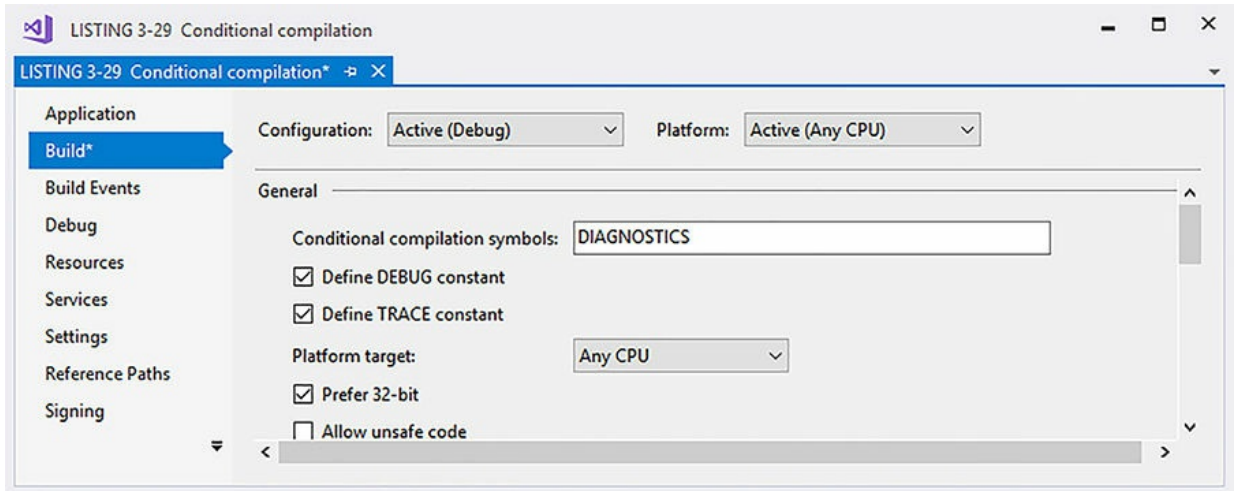 LISTING 3-29 Conditional compilation
LISTING 3-29 Conditional compilation*
Application
Build*
Build Events
Debug
Resources
Services
Settings
Reference Paths
Signing
Configuration: Active (Debug) Platform: Active (Any CPU)
General
Conditional compilation symbols: DIAGNOSTICS
Define DEBUG constant
Define TRACE constant
Platform target: Any CPU
Prefer 32-bit
Allow unsafe code